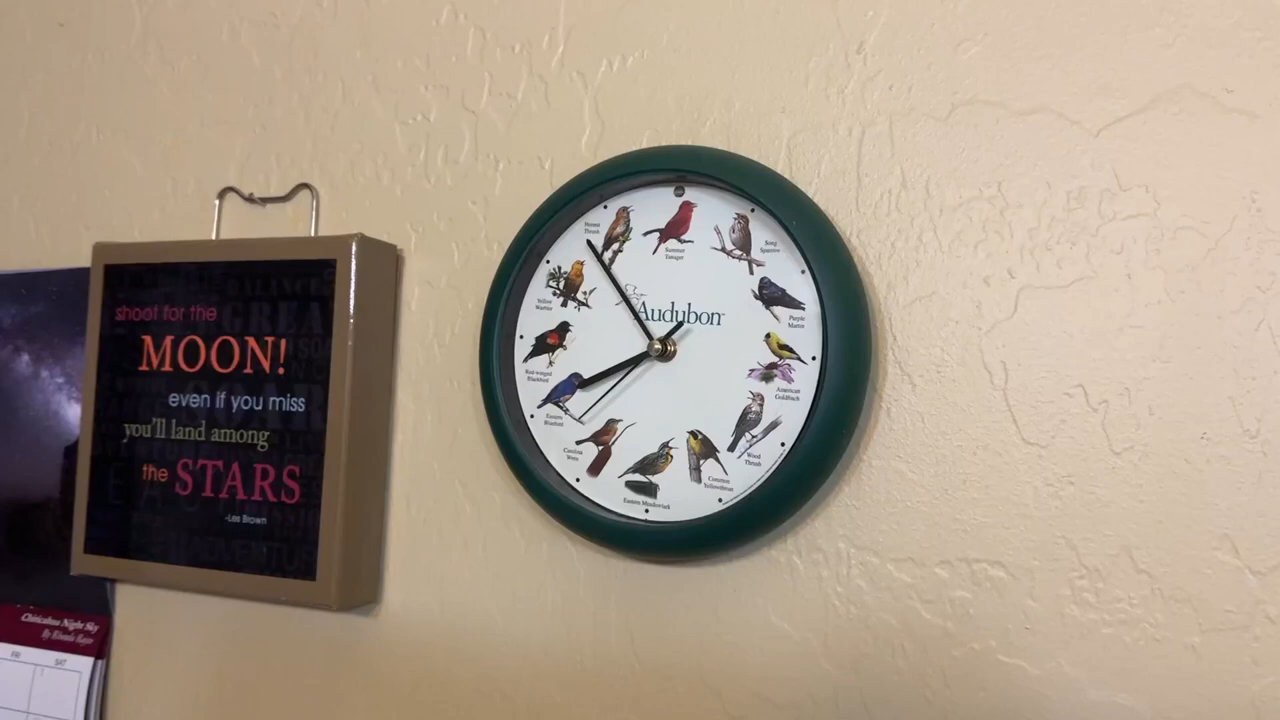 shoot for the
MOON!
even if you miss
you'll land among
the STARS
-Les Brown
Chiricahua Night Sky
FRI
SAT
Audubon
Summer
Tanager
Song
Sparrow
Purple
Martin
American
Goldfinch
Wood
Thrush
Common
Yellowthroat
Eastern Meadowlark
Carolina
Wren
Eastern
Bluebird
Red-winged
Blackbird
Yellow
Warbler
Hermit
Thrush